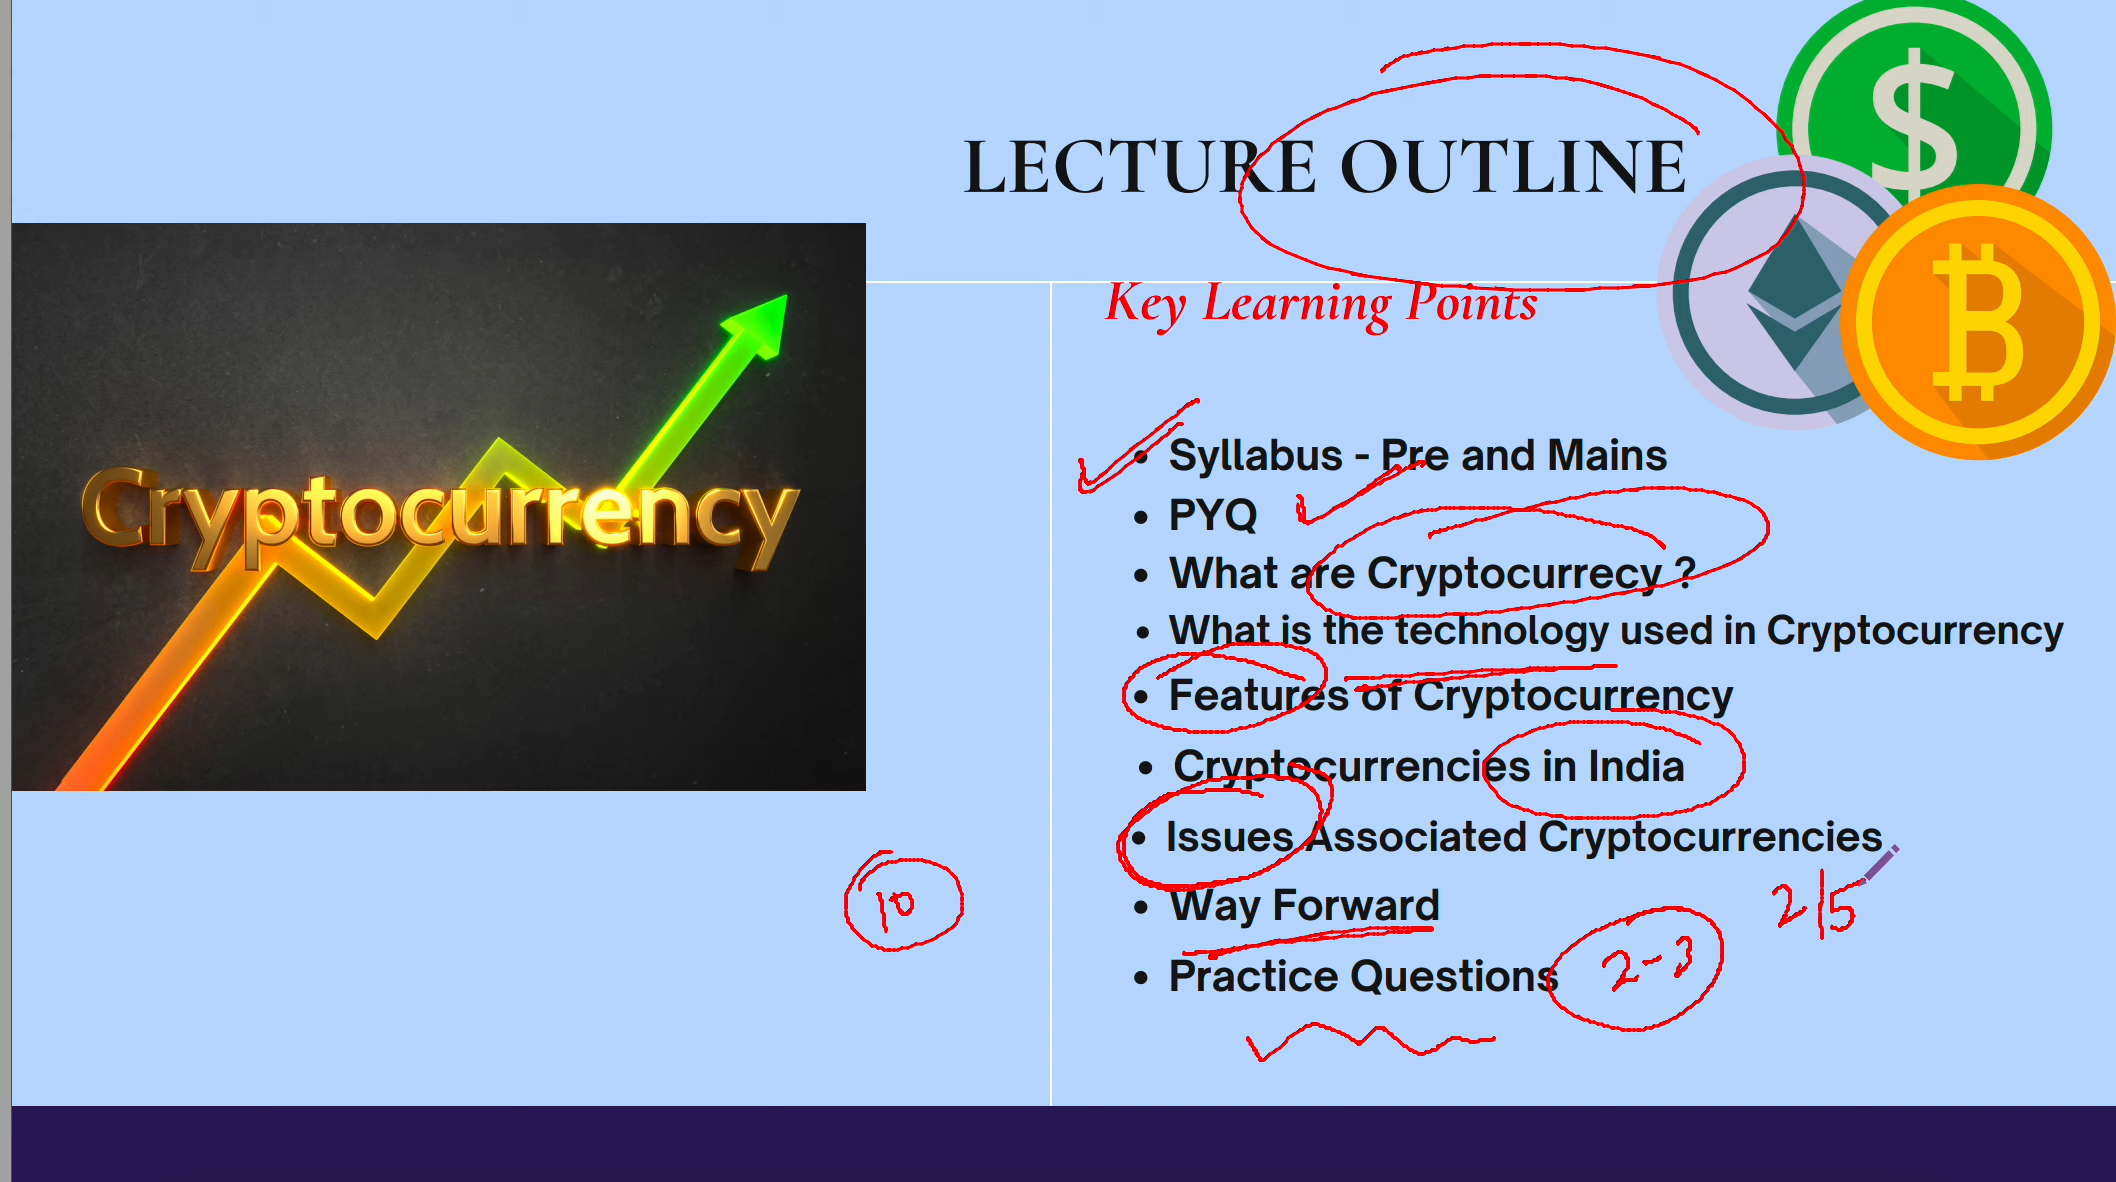 LECTURE OUTLINE
Cryptocurrency
Key Learning Points
• Syllabus - Pre and Mains
• PYQ
• What are Cryptocurrecy ?
• What is the technology used in Cryptocurrency
• Features of Cryptocurrency
• Cryptocurrencies in India
• Issues Associated Cryptocurrencies
• Way Forward
• Practice Questions
10
2-3
2|5